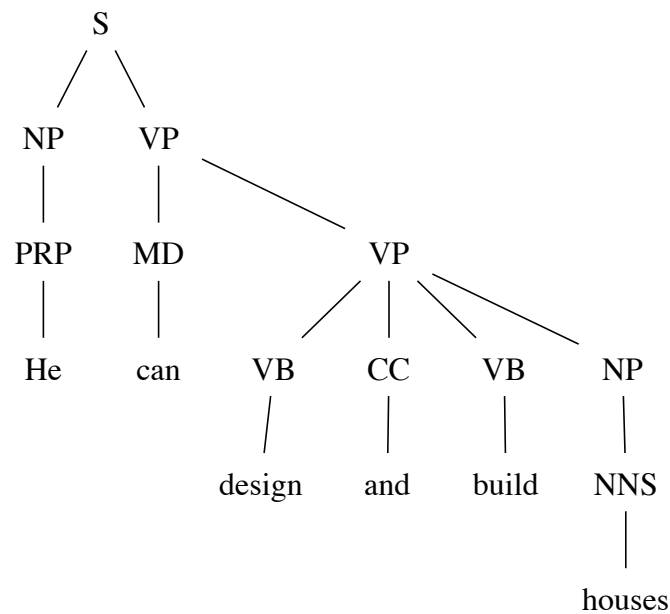 S
NP VP
PRP MD VP
He can VB CC VB NP
design and build NNS
houses